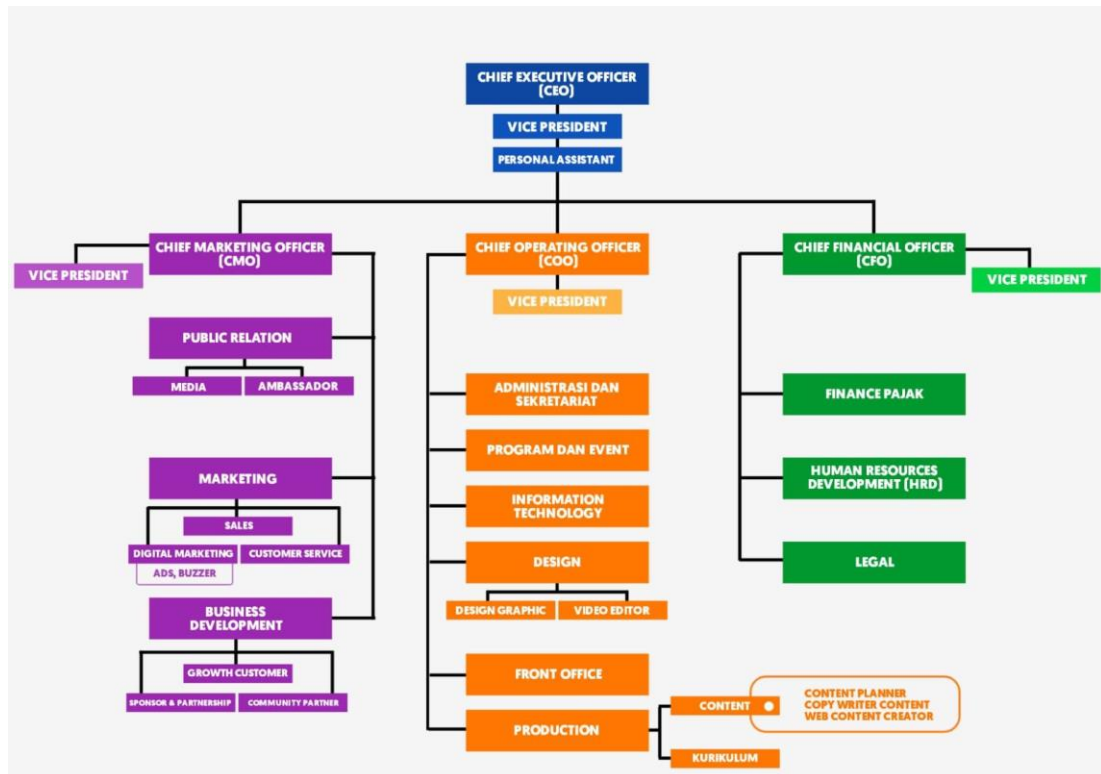 CHIEF EXECUTIVE OFFICER
(CEO)
VICE PRESIDENT
PERSONAL ASSISTANT
CHIEF MARKETING OFFICER
(CMO)
VICE PRESIDENT
PUBLIC RELATION
MEDIA
AMBASSADOR
MARKETING
SALES
DIGITAL MARKETING
CUSTOMER SERVICE
ADS, BUZZER
BUSINESS
DEVELOPMENT
GROWTH CUSTOMER
SPONSOR & PARTNERSHIP
COMMUNITY PARTNER
CHIEF OPERATING OFFICER
(COO)
VICE PRESIDENT
ADMINISTRASI DAN
SEKRETARIAT
PROGRAM DAN EVENT
INFORMATION
TECHNOLOGY
DESIGN
DESIGN GRAPHIC
VIDEO EDITOR
FRONT OFFICE
PRODUCTION
CONTENT
CONTENT PLANNER
COPY WRITER CONTENT
WEB CONTENT CREATOR
KURIKULUM
CHIEF FINANCIAL OFFICER
(CFO)
VICE PRESIDENT
FINANCE PAJAK
HUMAN RESOURCES
DEVELOPMENT (HRD)
LEGAL